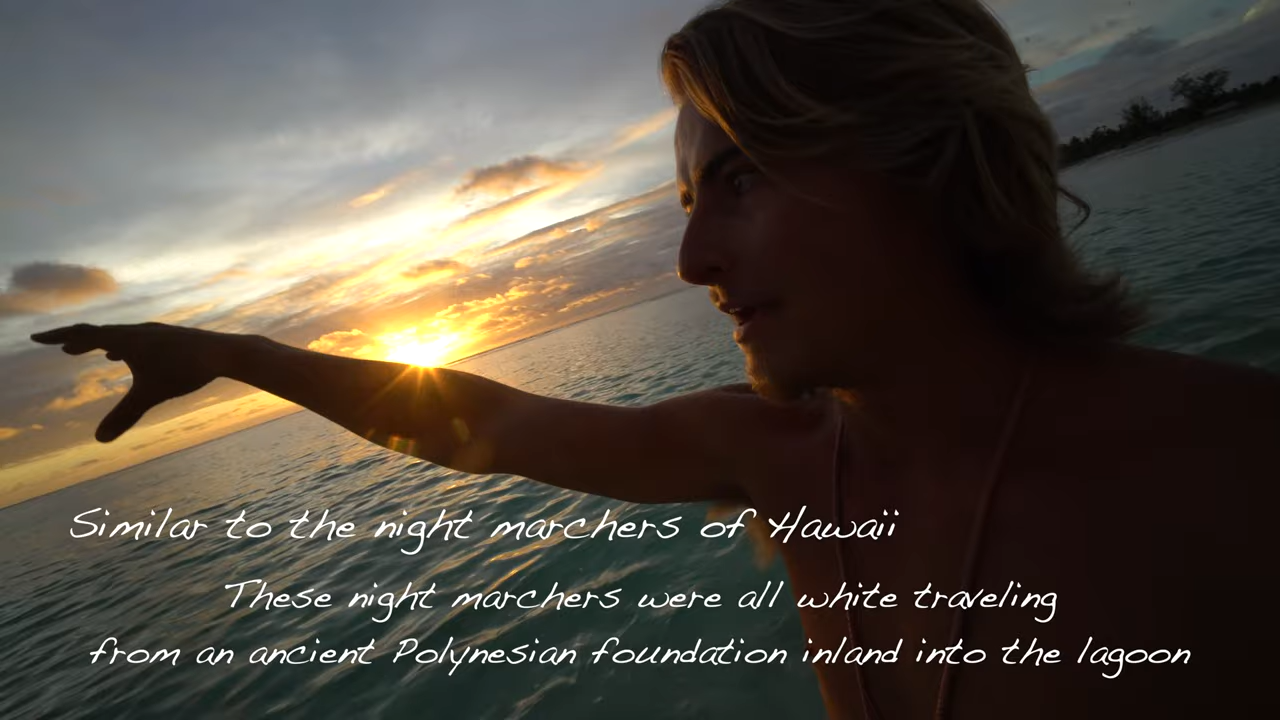 Similar to the night marchers of Hawaii
These night marchers were all white traveling
from an ancient Polynesian foundation inland into the lagoon